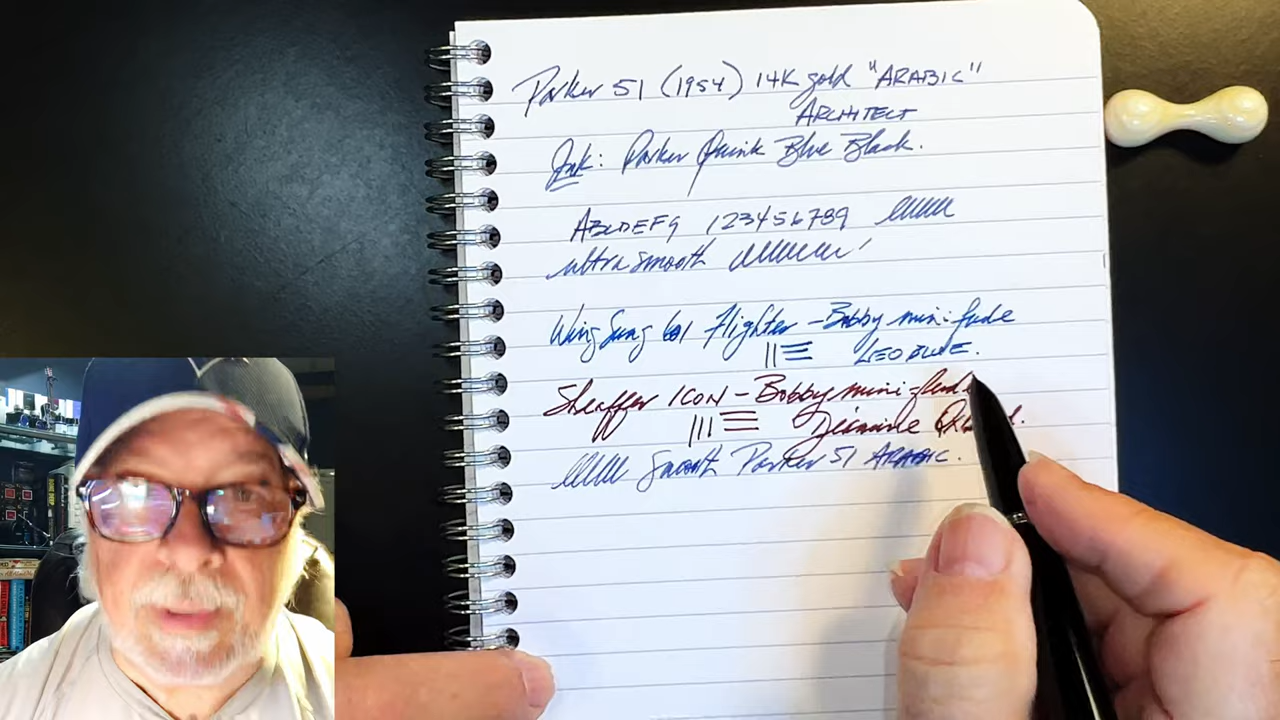 Parker 51 (1954) 14K gold "ARABIC"
ARCHITECT
Ink: Parker Quink Blue Black.
ABCDEFG 123456789
ultra smooth
Wing Sung 601 Flighter - Bobby mini-fude
LEO BLUE.
Sheaffer ICON - Bobby mini-fude
Diamine
Smooth Parker 51 ARABIC.